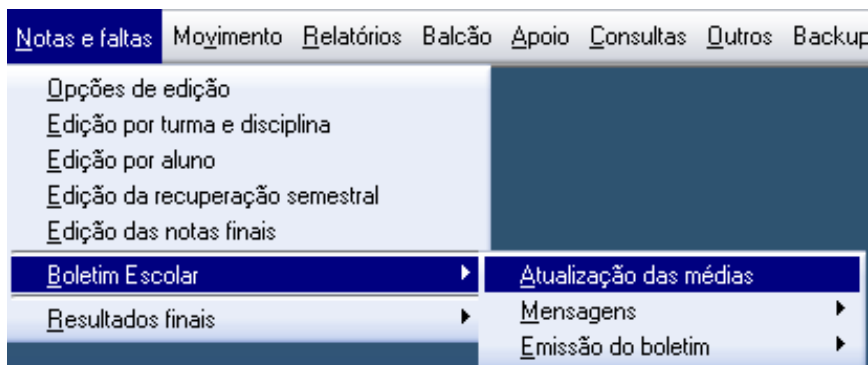 Notas e faltas Movimento Relatórios Balcão Apoio Consultas Outros Backup
Opções de edição
Edição por turma e disciplina
Edição por aluno
Edição da recuperação semestral
Edição das notas finais
Boletim Escolar
Atualização das médias
Resultados finais
Mensagens
Emissão do boletim